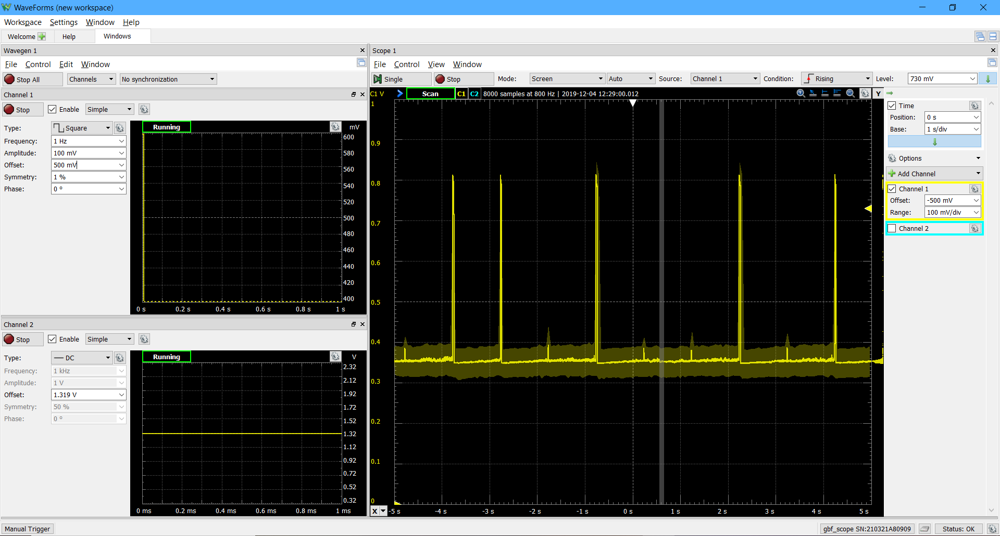 WaveForms (new workspace)
Workspace Settings Window Help
Welcome Help Windows
Wavegen 1
File Control Edit Window
Stop All Channels No synchronization
Channel 1
Stop Enable Simple
Type: Square
Frequency: 1 Hz
Amplitude: 100 mV
Offset: 500 mV
Symmetry: 1 %
Phase: 0 º
Running mV
600
580
560
540
520
500
480
460
440
420
400
0 s 0.2 s 0.4 s 0.6 s 0.8 s 1 s
Channel 2
Stop Enable Simple
Type: DC
Frequency: 1 kHz
Amplitude: 1 V
Offset: 1.319 V
Symmetry: 50 %
Phase: 0 º
Running V
2.32
2.12
1.92
1.72
1.52
1.32
1.12
0.92
0.72
0.52
0.32
0 ms 0.2 ms 0.4 ms 0.6 ms 0.8 ms 1 ms
Scope 1
File Control View Window
Single Stop Mode: Screen Auto Source: Channel 1 Condition: Rising Level: 730 mV
C1 V Scan C1 C2 8000 samples at 800 Hz | 2019-12-04 12:29:00.012 Y
1
0.9
0.8
0.7
0.6
0.5
0.4
0.3
0.2
0.1
0
X -5 s -4 s -3 s -2 s -1 s 0 s 1 s 2 s 3 s 4 s 5 s
Time
Position: 0 s
Base: 1 s/div
Options
Add Channel
Channel 1
Offset: -500 mV
Range: 100 mV/div
Channel 2
Manual Trigger gbf_scope SN:210321A80909 Status: OK